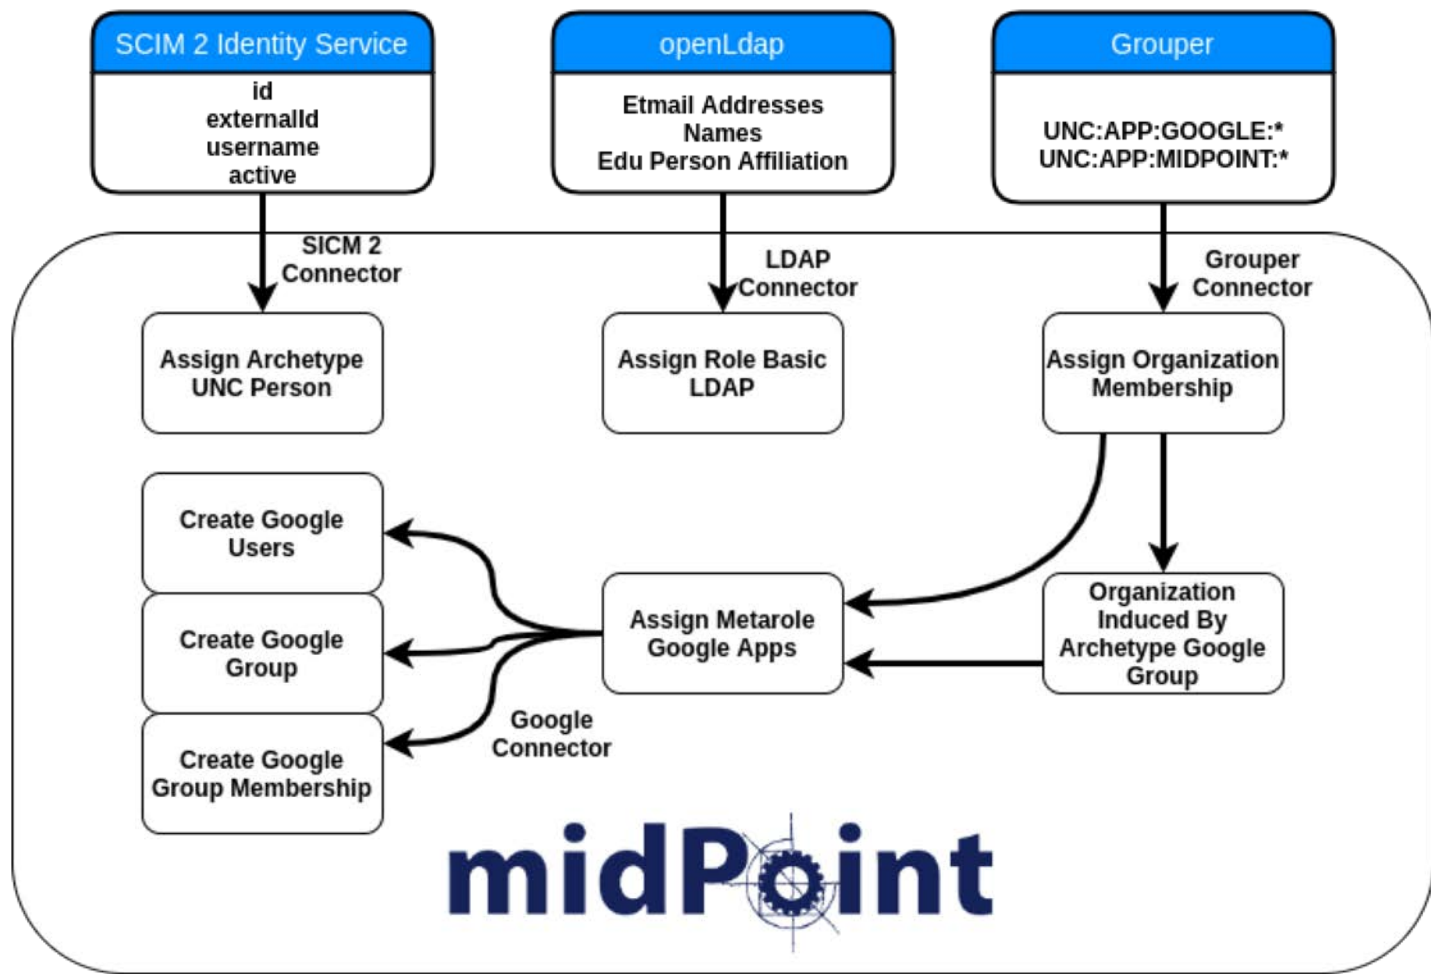 SCIM 2 Identity Service
id
externalId
username
active
openLdap
Etmail Addresses
Names
Edu Person Affiliation
Grouper
UNC:APP:GOOGLE:*
UNC:APP:MIDPOINT:*
SICM 2
Connector
LDAP
Connector
Grouper
Connector
Assign Archetype
UNC Person
Assign Role Basic
LDAP
Assign Organization
Membership
Create Google
Users
Create Google
Group
Create Google
Group Membership
Assign Metarole
Google Apps
Organization
Induced By
Archetype Google
Group
Google
Connector
midPoint